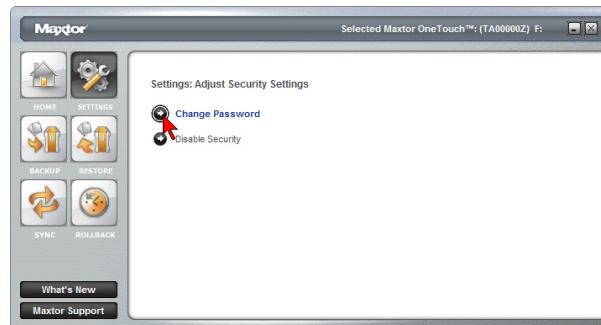 Maxtor
Selected Maxtor OneTouch™: (TA00000Z) F:
HOME SETTINGS
BACKUP RESTORE
SYNC ROLLBACK
What's New
Maxtor Support
Settings: Adjust Security Settings
Change Password
Disable Security